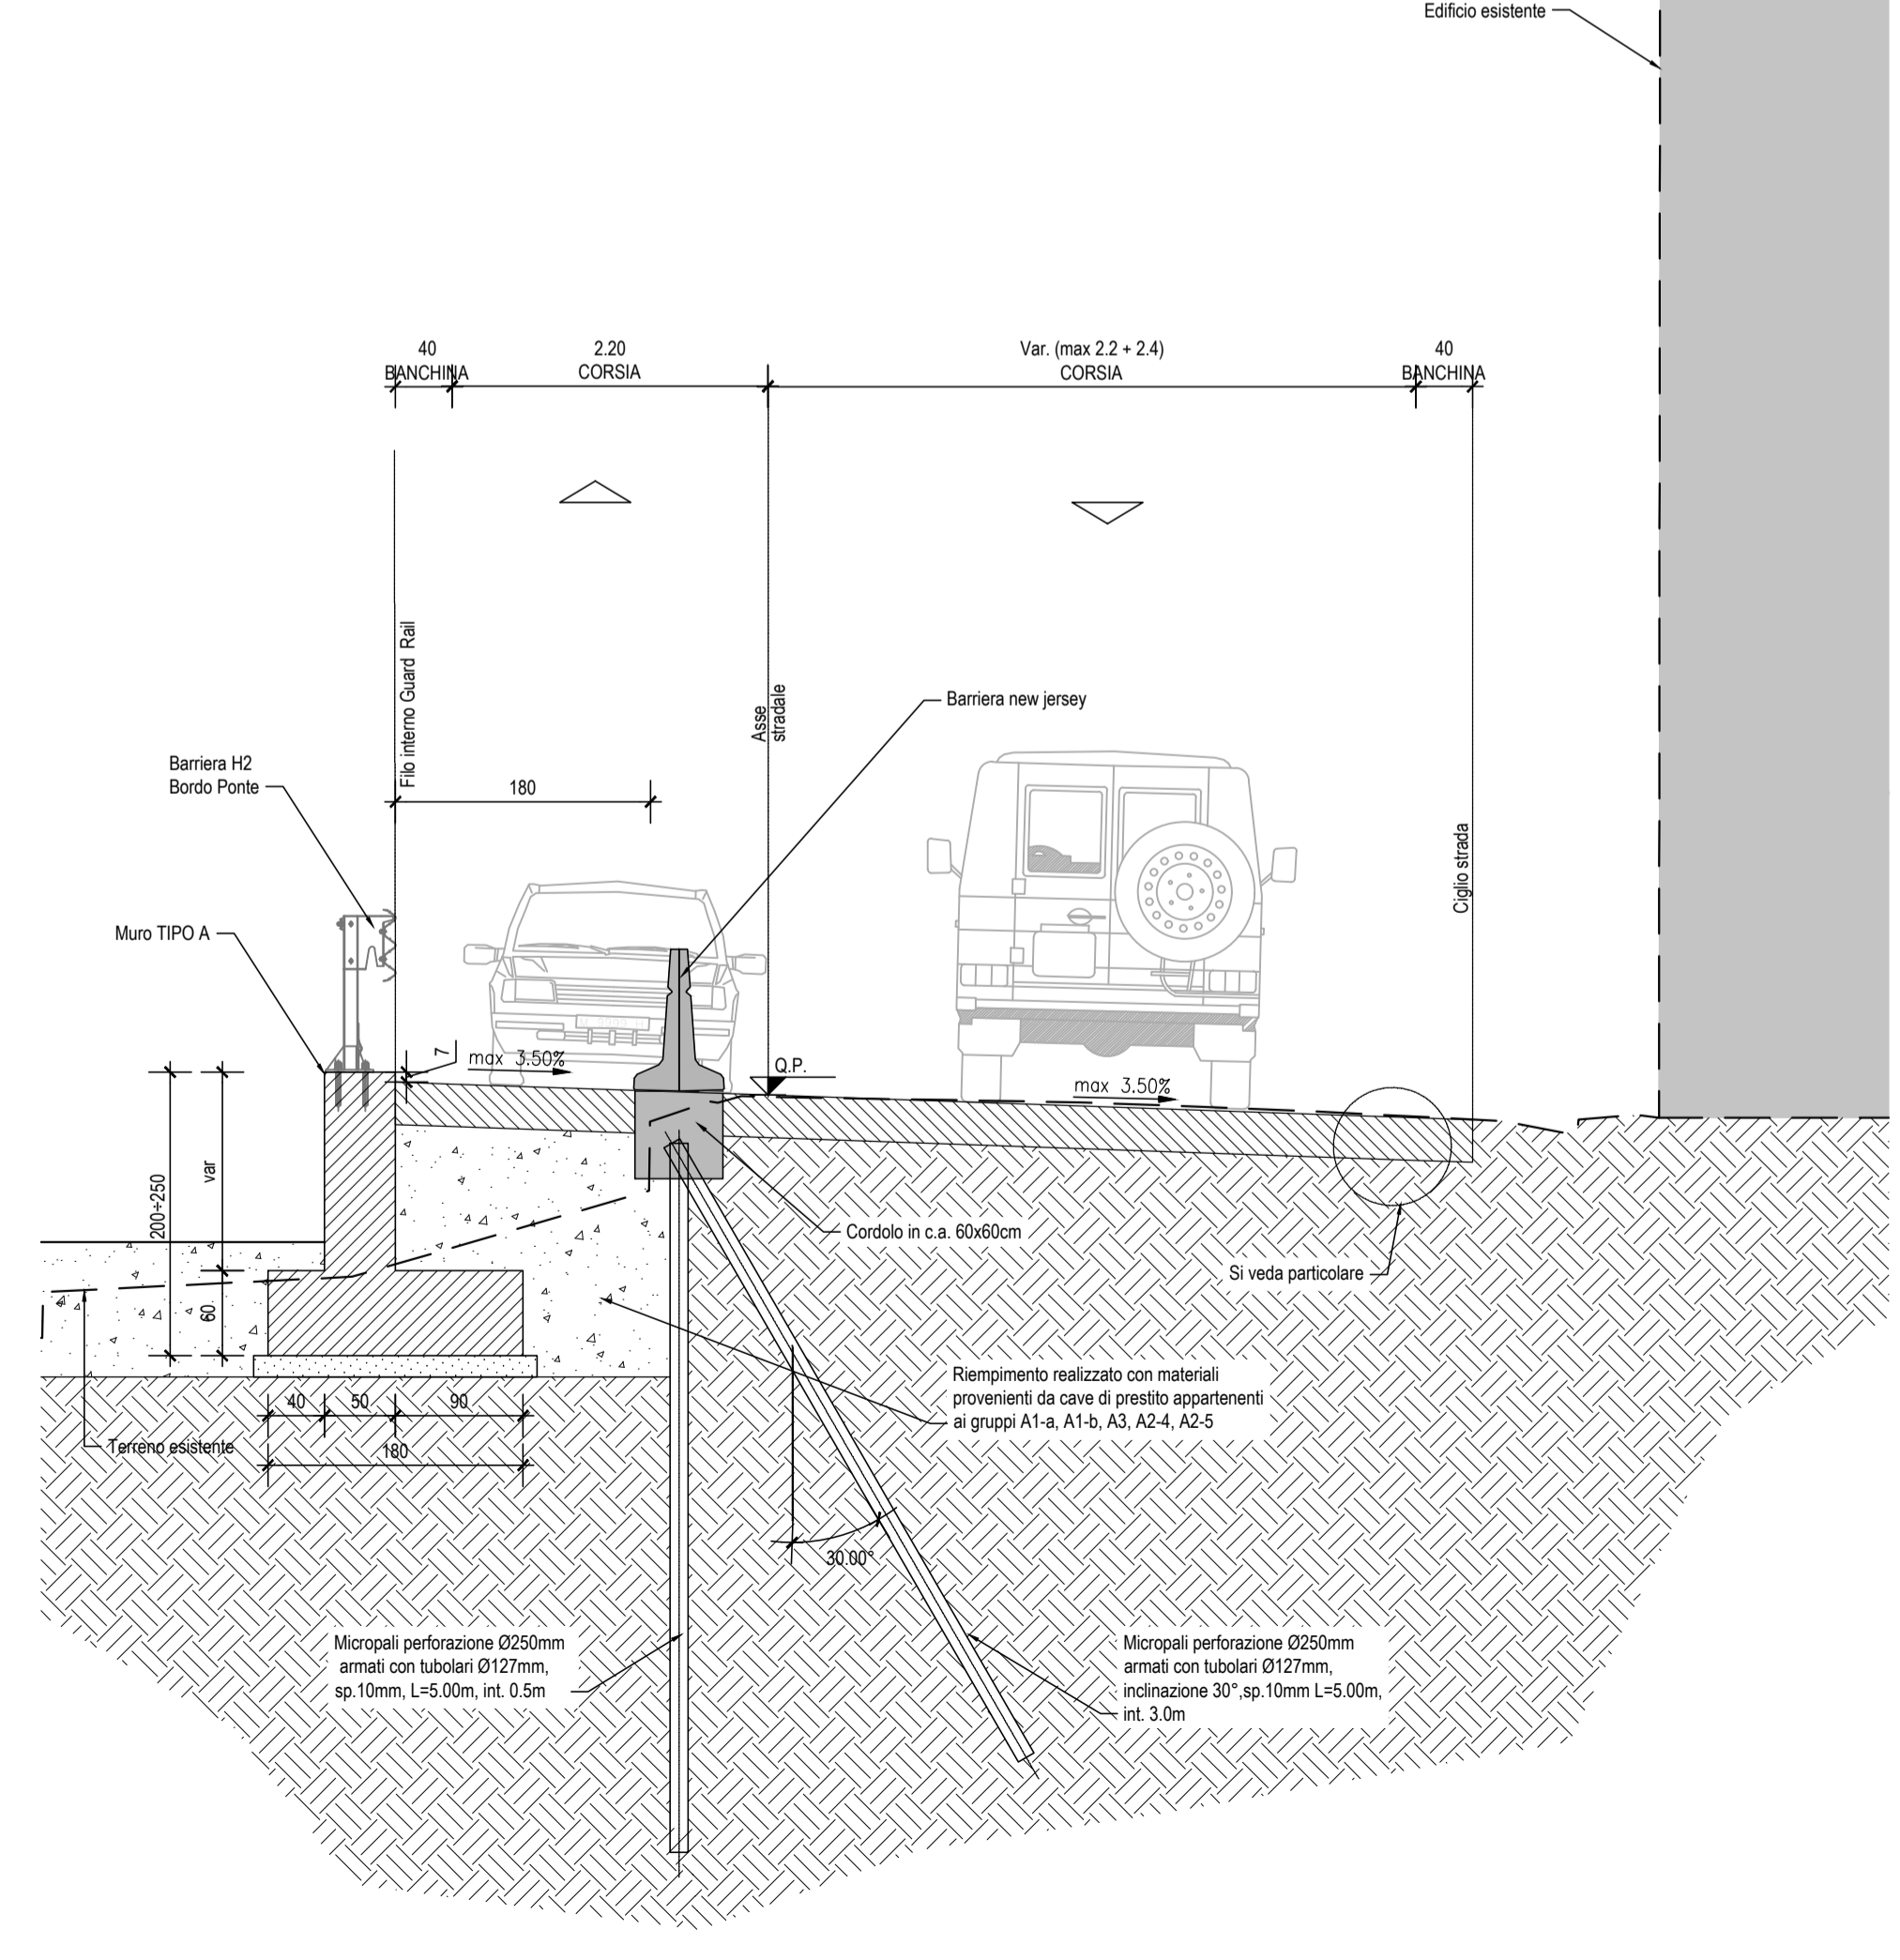 Edificio esistente
40
BANCHINA
2.20
CORSIA
Var. (max 2.2 + 2.4)
CORSIA
40
BANCHINA
Filo interno Guard Rail
Asse
stradale
Barriera new jersey
Barriera H2
Bordo Ponte
180
Ciglio strada
Muro TIPO A
7
max 3.50%
Q.P.
max 3.50%
200÷250
var
60
Cordolo in c.a. 60x60cm
Si veda particolare
Riempimento realizzato con materiali
provenienti da cave di prestito appartenenti
ai gruppi A1-a, A1-b, A3, A2-4, A2-5
40
50
90
Terreno esistente
180
30.00°
Micropali perforazione Ø250mm
armati con tubolari Ø127mm,
sp.10mm, L=5.00m, int. 0.5m
Micropali perforazione Ø250mm
armati con tubolari Ø127mm,
inclinazione 30°,sp.10mm L=5.00m,
int. 3.0m